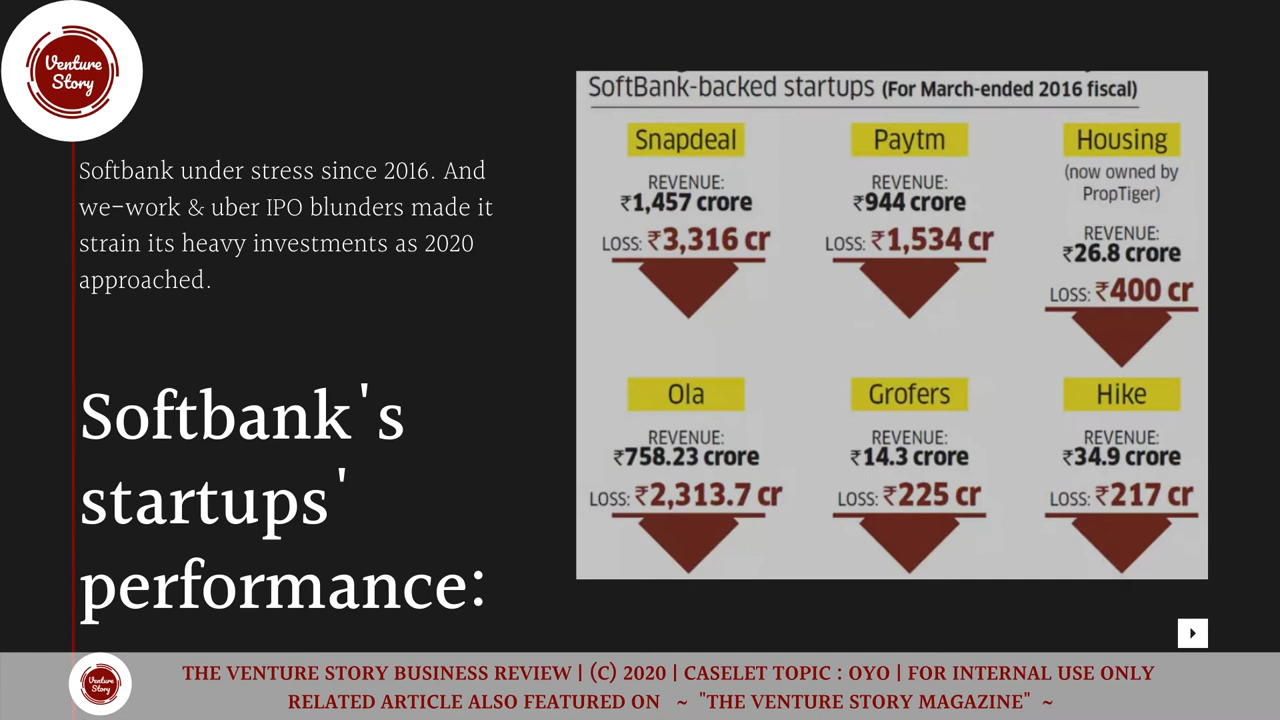 Venture
Story
Softbank under stress since 2016. And
we-work & uber IPO blunders made it
strain its heavy investments as 2020
approached.
Softbank's
startups'
performance:
SoftBank-backed startups (For March-ended 2016 fiscal)
Snapdeal
REVENUE:
₹1,457 crore
LOSS: ₹3,316 cr
Paytm
REVENUE:
₹944 crore
LOSS: ₹1,534 cr
Housing
(now owned by
PropTiger)
REVENUE:
₹26.8 crore
LOSS: ₹400 cr
Ola
REVENUE:
₹758.23 crore
LOSS: ₹2,313.7 cr
Grofers
REVENUE:
₹14.3 crore
LOSS: ₹225 cr
Hike
REVENUE:
₹34.9 crore
LOSS: ₹217 cr
Venture
Story
THE VENTURE STORY BUSINESS REVIEW | (C) 2020 | CASELET TOPIC : OYO | FOR INTERNAL USE ONLY
RELATED ARTICLE ALSO FEATURED ON ~ "THE VENTURE STORY MAGAZINE" ~